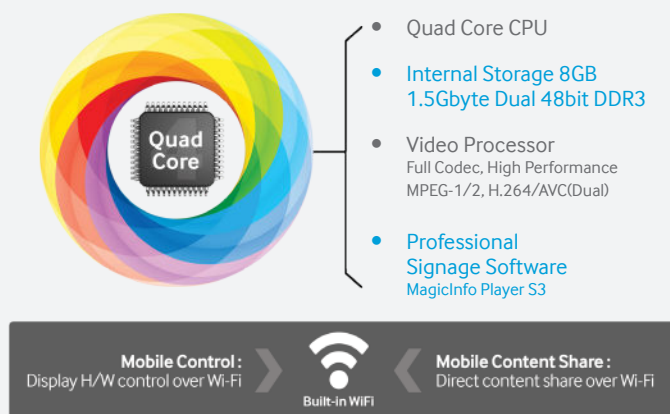 Quad
Core
Quad Core CPU
Internal Storage 8GB
1.5Gbyte Dual 48bit DDR3
Video Processor
Full Codec, High Performance
MPEG-1/2, H.264/AVC(Dual)
Professional
Signage Software
MagicInfo Player S3
Mobile Control :
Display H/W control over Wi-Fi
Built-in WiFi
Mobile Content Share :
Direct content share over Wi-Fi